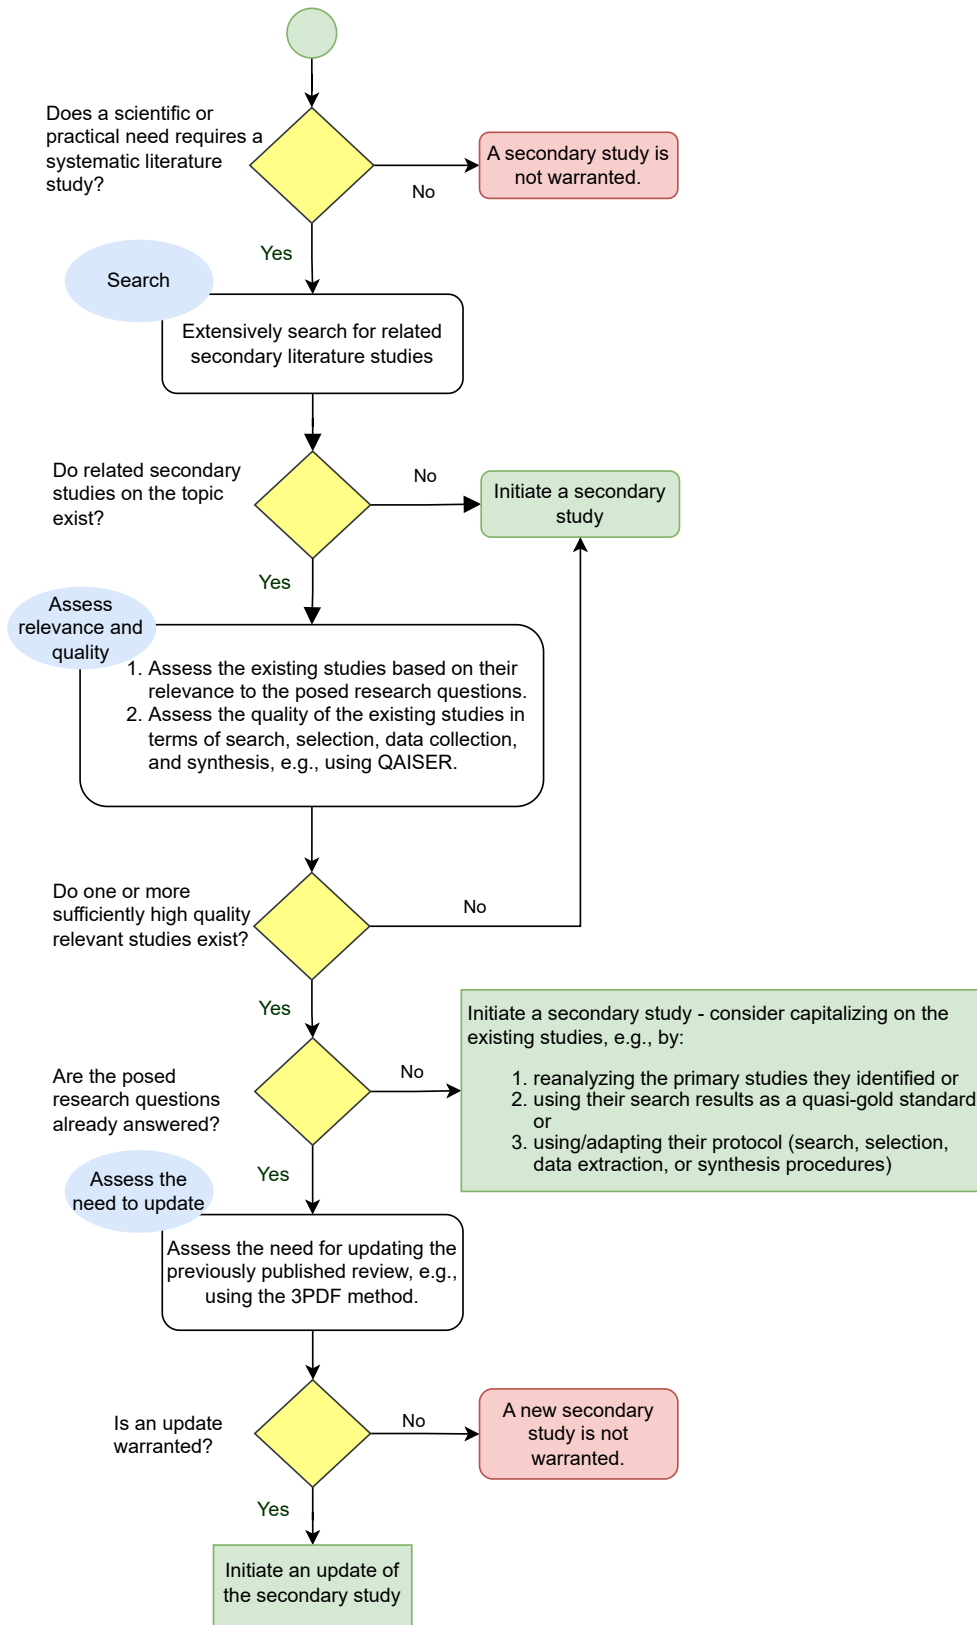 Does a scientific or
practical need requires a
systematic literature
study?
A secondary study is
not warranted.
No
Yes
Search
Extensively search for related
secondary literature studies
Do related secondary
studies on the topic
exist?
No
Initiate a secondary
study
Yes
Assess
relevance and
quality
1. Assess the existing studies based on their
relevance to the posed research questions.
2. Assess the quality of the existing studies in
terms of search, selection, data collection,
and synthesis, e.g., using QAISER.
Do one or more
sufficiently high quality
relevant studies exist?
No
Yes
Initiate a secondary study - consider capitalizing on the
existing studies, e.g., by:
1. reanalyzing the primary studies they identified or
2. using their search results as a quasi-gold standard
or
3. using/adapting their protocol (search, selection,
data extraction, or synthesis procedures)
Are the posed
research questions
already answered?
No
Yes
Assess the
need to update
Assess the need for updating the
previously published review, e.g.,
using the 3PDF method.
Is an update
warranted?
No
A new secondary
study is not
warranted.
Yes
Initiate an update of
the secondary study